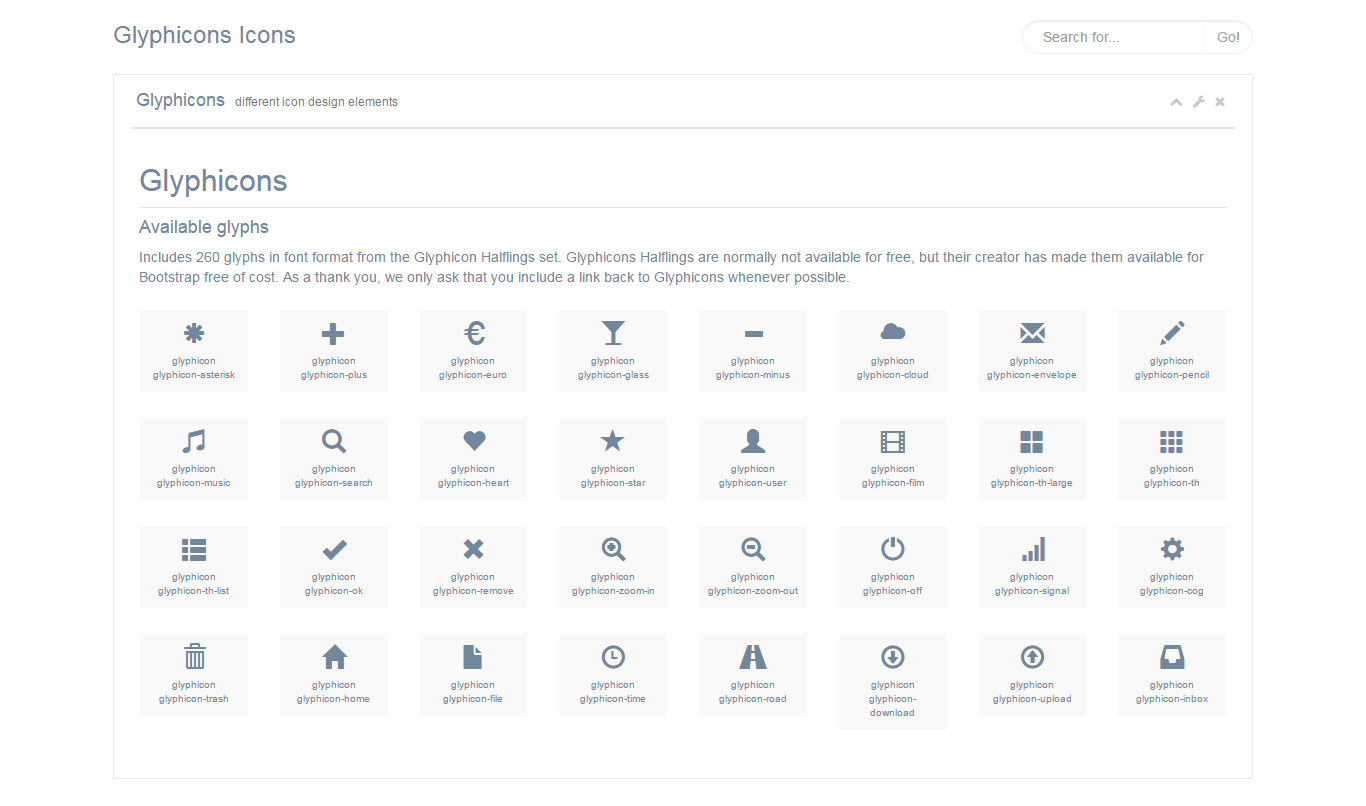 Glyphicons Icons
Search for... Go!
Glyphicons different icon design elements
Glyphicons
Available glyphs
Includes 260 glyphs in font format from the Glyphicon Halflings set. Glyphicons Halflings are normally not available for free, but their creator has made them available for
Bootstrap free of cost. As a thank you, we only ask that you include a link back to Glyphicons whenever possible.
glyphicon glyphicon glyphicon glyphicon glyphicon glyphicon glyphicon glyphicon
glyphicon-asterisk glyphicon-plus glyphicon-euro glyphicon-glass glyphicon-minus glyphicon-cloud glyphicon-envelope glyphicon-pencil
glyphicon glyphicon glyphicon glyphicon glyphicon glyphicon glyphicon glyphicon
glyphicon-music glyphicon-search glyphicon-heart glyphicon-star glyphicon-user glyphicon-film glyphicon-th-large glyphicon-th
glyphicon glyphicon glyphicon glyphicon glyphicon glyphicon glyphicon glyphicon
glyphicon-th-list glyphicon-ok glyphicon-remove glyphicon-zoom-in glyphicon-zoom-out glyphicon-off glyphicon-signal glyphicon-cog
glyphicon glyphicon glyphicon glyphicon glyphicon glyphicon glyphicon glyphicon
glyphicon-trash glyphicon-home glyphicon-file glyphicon-time glyphicon-road glyphicon- glyphicon-upload glyphicon-inbox
download